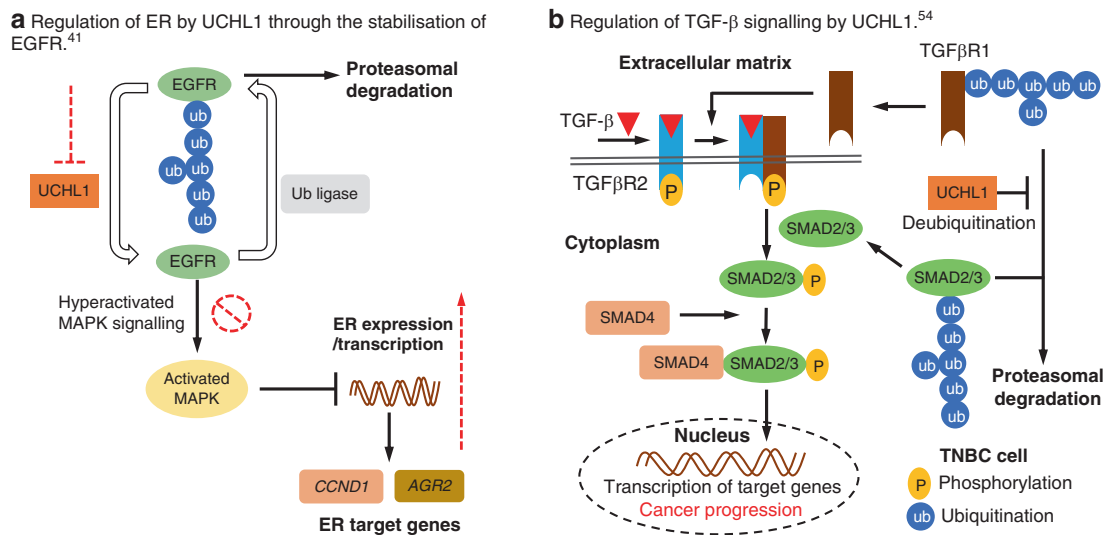 a Regulation of ER by UCHL1 through the stabilisation of
EGFR.41
EGFR
Proteasomal
degradation
ub
ub
ub
ub
ub
ub
UCHL1
Ub ligase
EGFR
Hyperactivated
MAPK signalling
ER expression
/transcription
Activated
MAPK
CCND1
AGR2
ER target genes
b Regulation of TGF-β signalling by UCHL1.54
TGFβR1
Extracellular matrix
ub
ub
ub
ub
ub
ub
TGF-β
TGFβR2
P
P
UCHL1
Deubiquitination
SMAD2/3
Cytoplasm
SMAD2/3
P
SMAD2/3
SMAD4
SMAD4
SMAD2/3
P
ub
ub
ub
ub
ub
ub
Proteasomal
degradation
Nucleus
Transcription of target genes
Cancer progression
TNBC cell
P Phosphorylation
ub Ubiquitination